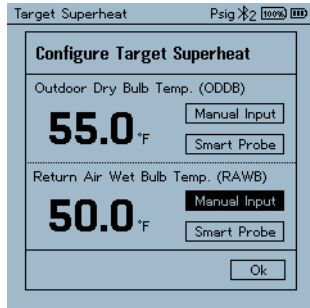 Target Superheat Psig 2 100%
Configure Target Superheat
Outdoor Dry Bulb Temp. (ODDB)
55.0 °F
Manual Input
Smart Probe
Return Air Wet Bulb Temp. (RAWB)
50.0 °F
Manual Input
Smart Probe
Ok